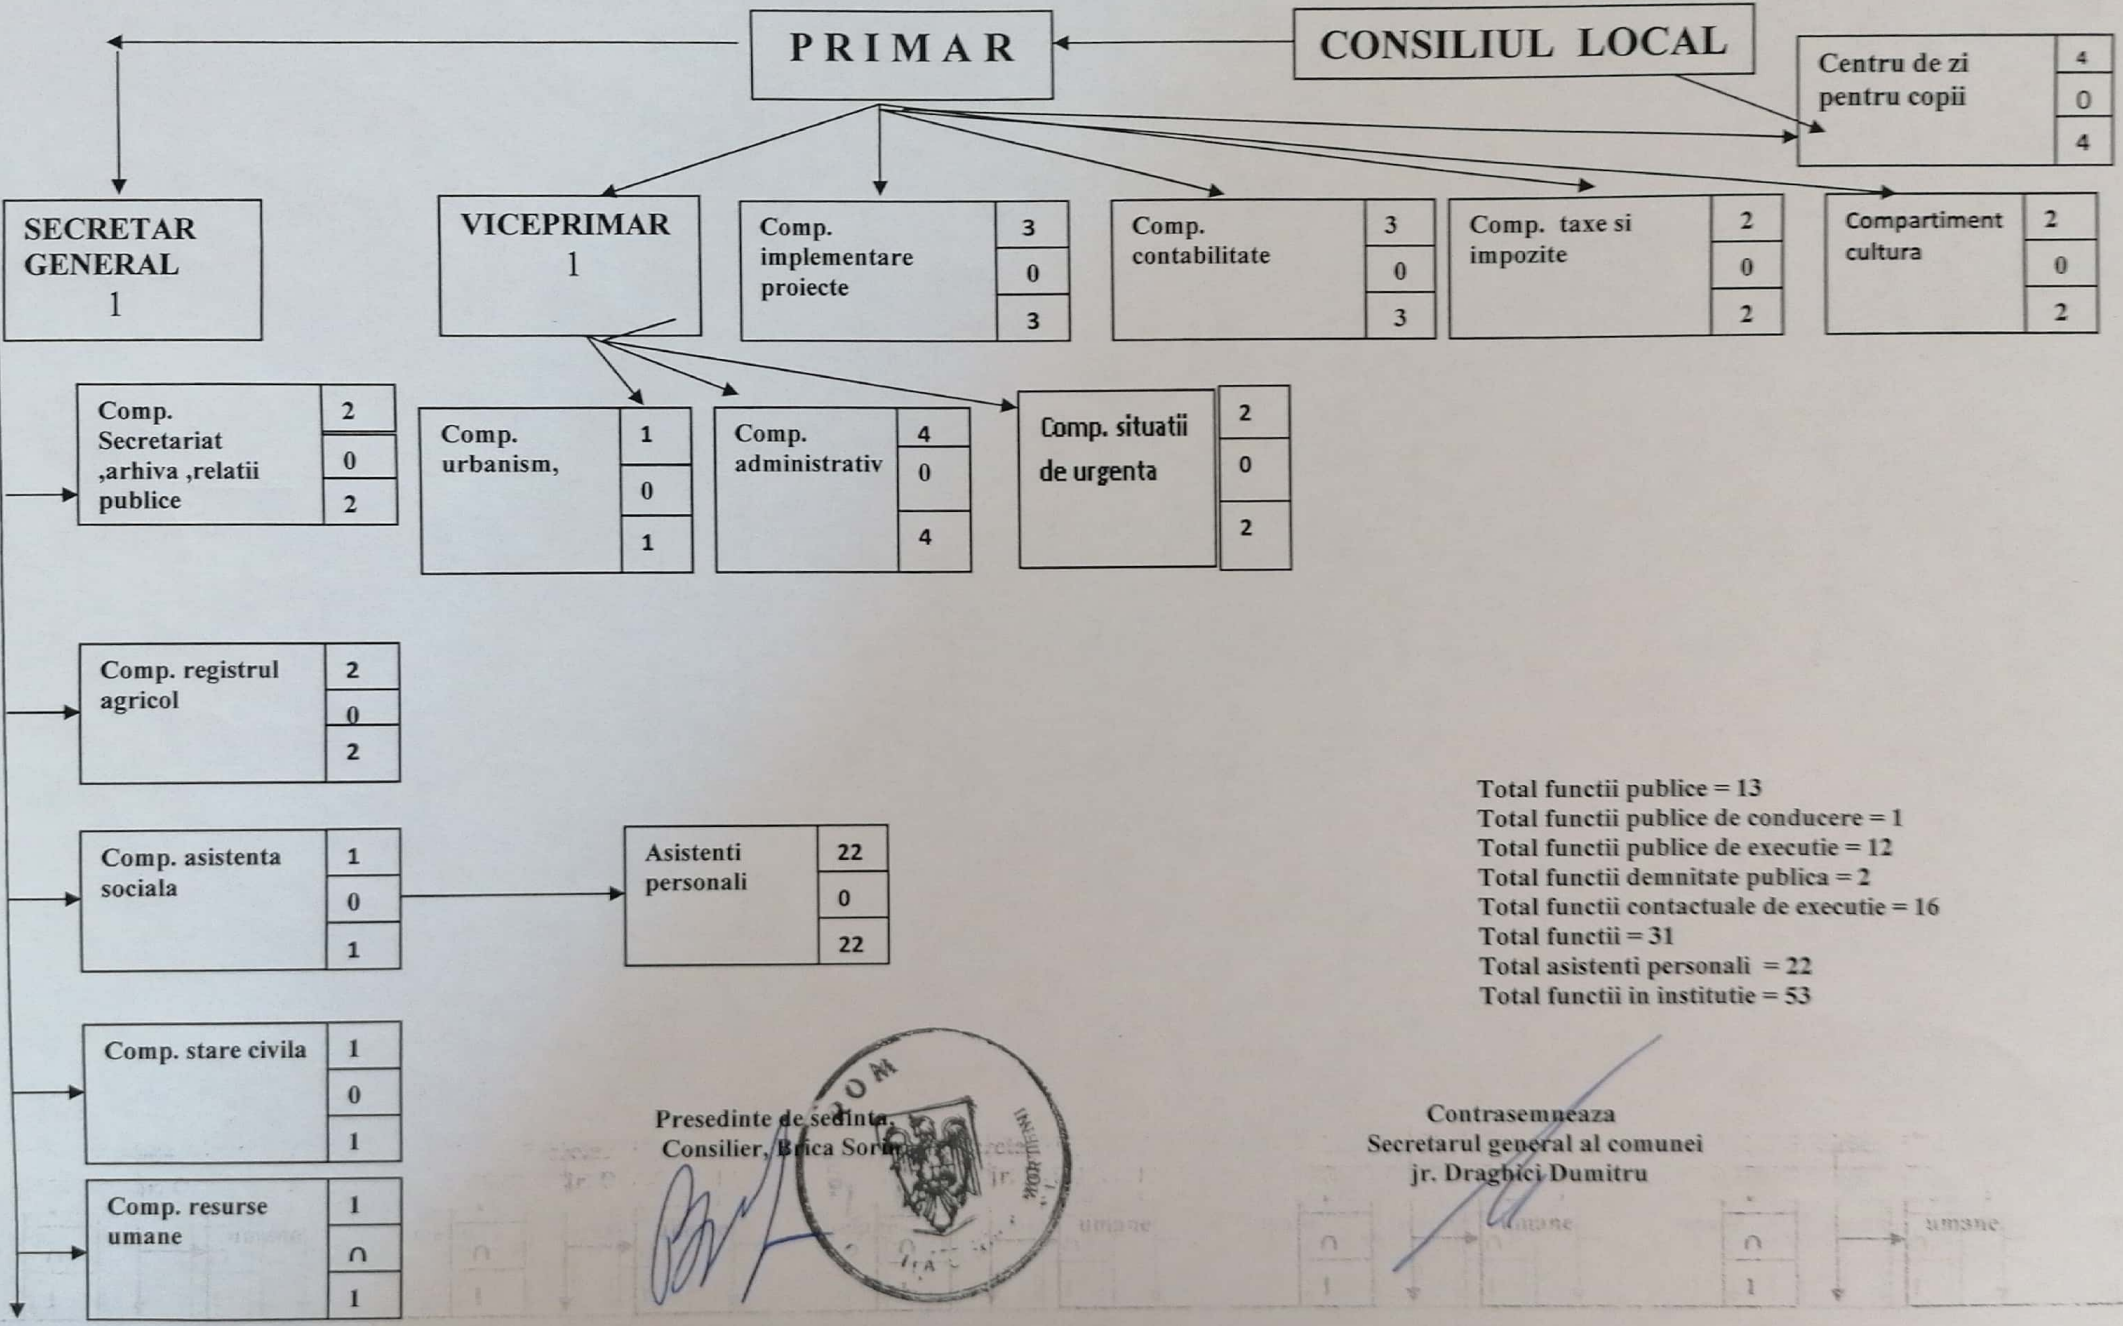 PRIMAR
CONSILIUL LOCAL
Centru de zi
pentru copii
4
0
4
SECRETAR
GENERAL
1
VICEPRIMAR
1
Comp.
implementare
proiecte
3
0
3
Comp.
contabilitate
3
0
3
Comp. taxe si
impozite
2
0
2
Compartiment
cultura
2
0
2
Comp.
Secretariat
,arhiva ,relatii
publice
2
0
2
Comp.
urbanism,
1
0
1
Comp.
administrativ
4
0
4
Comp. situatii
de urgenta
2
0
2
Comp. registrul
agricol
2
0
2
Comp. asistenta
sociala
1
0
1
Asistenti
personali
22
0
22
Total functii publice = 13
Total functii publice de conducere = 1
Total functii publice de executie = 12
Total functii demnitate publica = 2
Total functii contactuale de executie = 16
Total functii = 31
Total asistenti personali = 22
Total functii in institutie = 53
Comp. stare civila
1
0
1
Comp. resurse
umane
1
0
1
Presedinte de sedinta,
Consilier, Brica Sorin
Contrasemneaza
Secretarul general al comunei
jr. Draghici Dumitru
umane
umane
umane